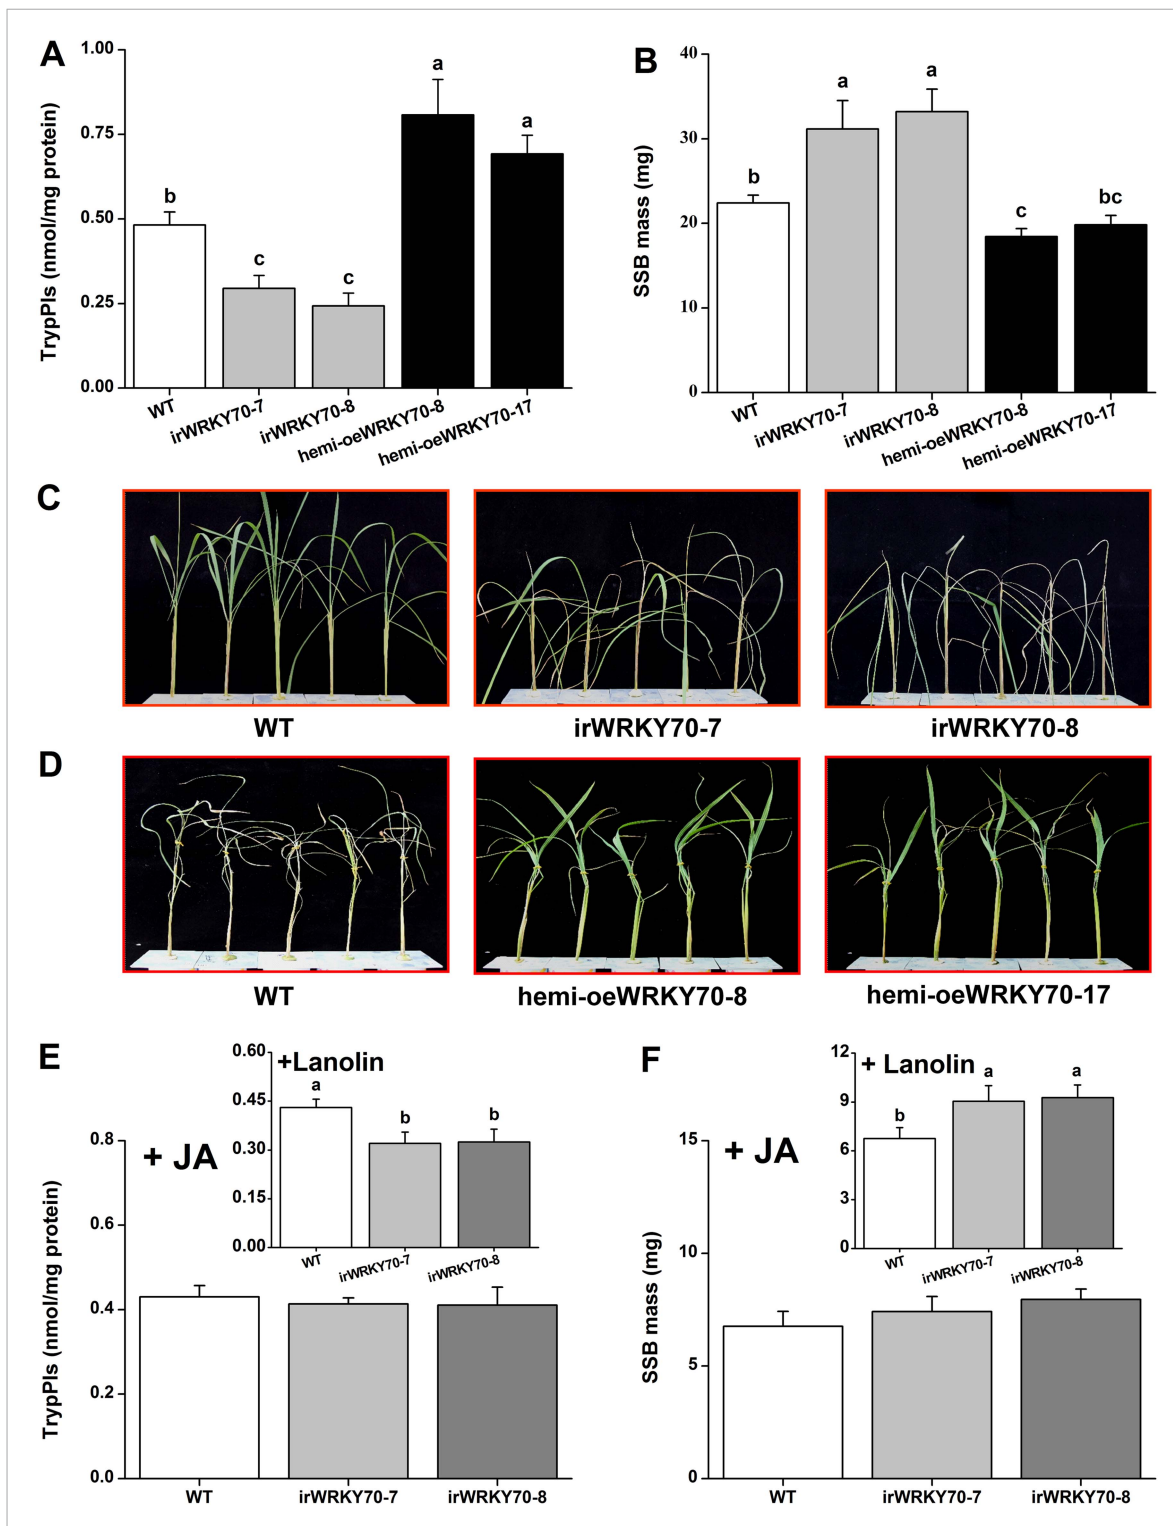 A
TrypPIs (nmol/mg protein)
1.00
0.75
0.50
0.25
0.00
b
c
c
a
a
WT
irWRKY70-7
irWRKY70-8
hemi-oeWRKY70-8
hemi-oeWRKY70-17
B
SSB mass (mg)
40
30
20
10
0
b
a
a
c
bc
WT
irWRKY70-7
irWRKY70-8
hemi-oeWRKY70-8
hemi-oeWRKY70-17
C
WT
irWRKY70-7
irWRKY70-8
D
WT
hemi-oeWRKY70-8
hemi-oeWRKY70-17
E
TrypPIs (nmol/mg protein)
0.8
0.6
0.4
0.2
0.0
+ JA
WT
irWRKY70-7
irWRKY70-8
+Lanolin
0.60
0.45
0.30
0.15
0.00
a
b
b
WT
irWRKY70-7
irWRKY70-8
F
SSB mass (mg)
15
10
5
0
+ JA
WT
irWRKY70-7
irWRKY70-8
+ Lanolin
12
9
6
3
0
b
a
a
WT
irWRKY70-7
irWRKY70-8